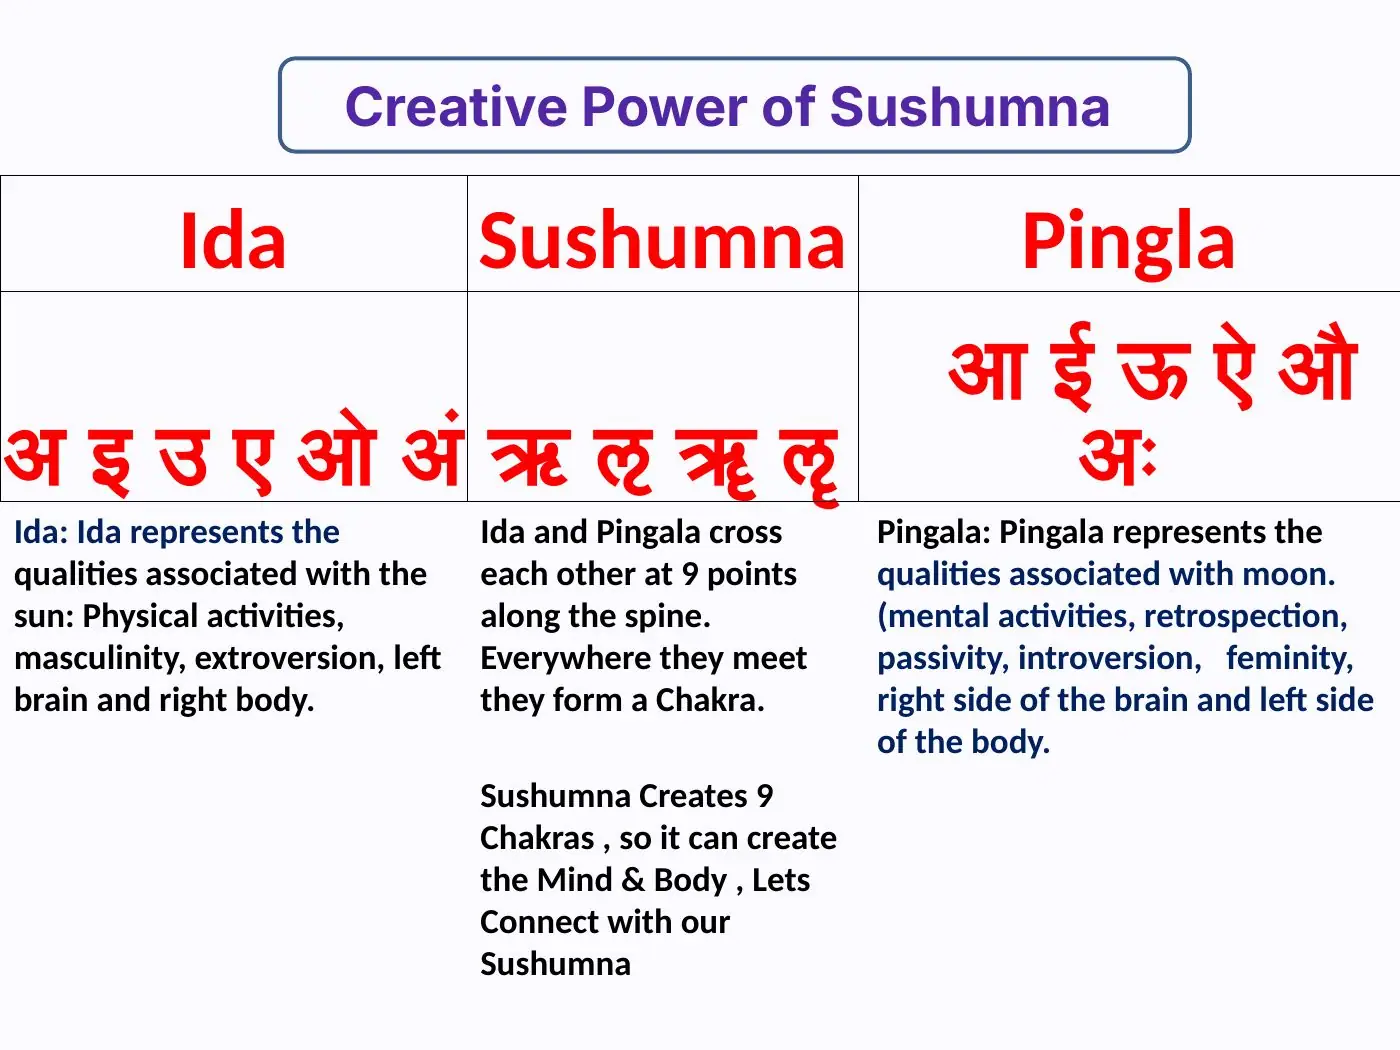 Creative Power of Sushumna
Ida
Sushumna
Pingla
अ इ उ ए ओ अं
ऋ ऌ ॠ ॡ
आ ई ऊ ऐ औ
अः
Ida: Ida represents the
qualities associated with the
sun: Physical activities,
masculinity, extroversion, left
brain and right body.
Ida and Pingala cross
each other at 9 points
along the spine.
Everywhere they meet
they form a Chakra.
Sushumna Creates 9
Chakras , so it can create
the Mind & Body , Lets
Connect with our
Sushumna
Pingala: Pingala represents the
qualities associated with moon.
(mental activities, retrospection,
passivity, introversion,   feminity,
right side of the brain and left side
of the body.